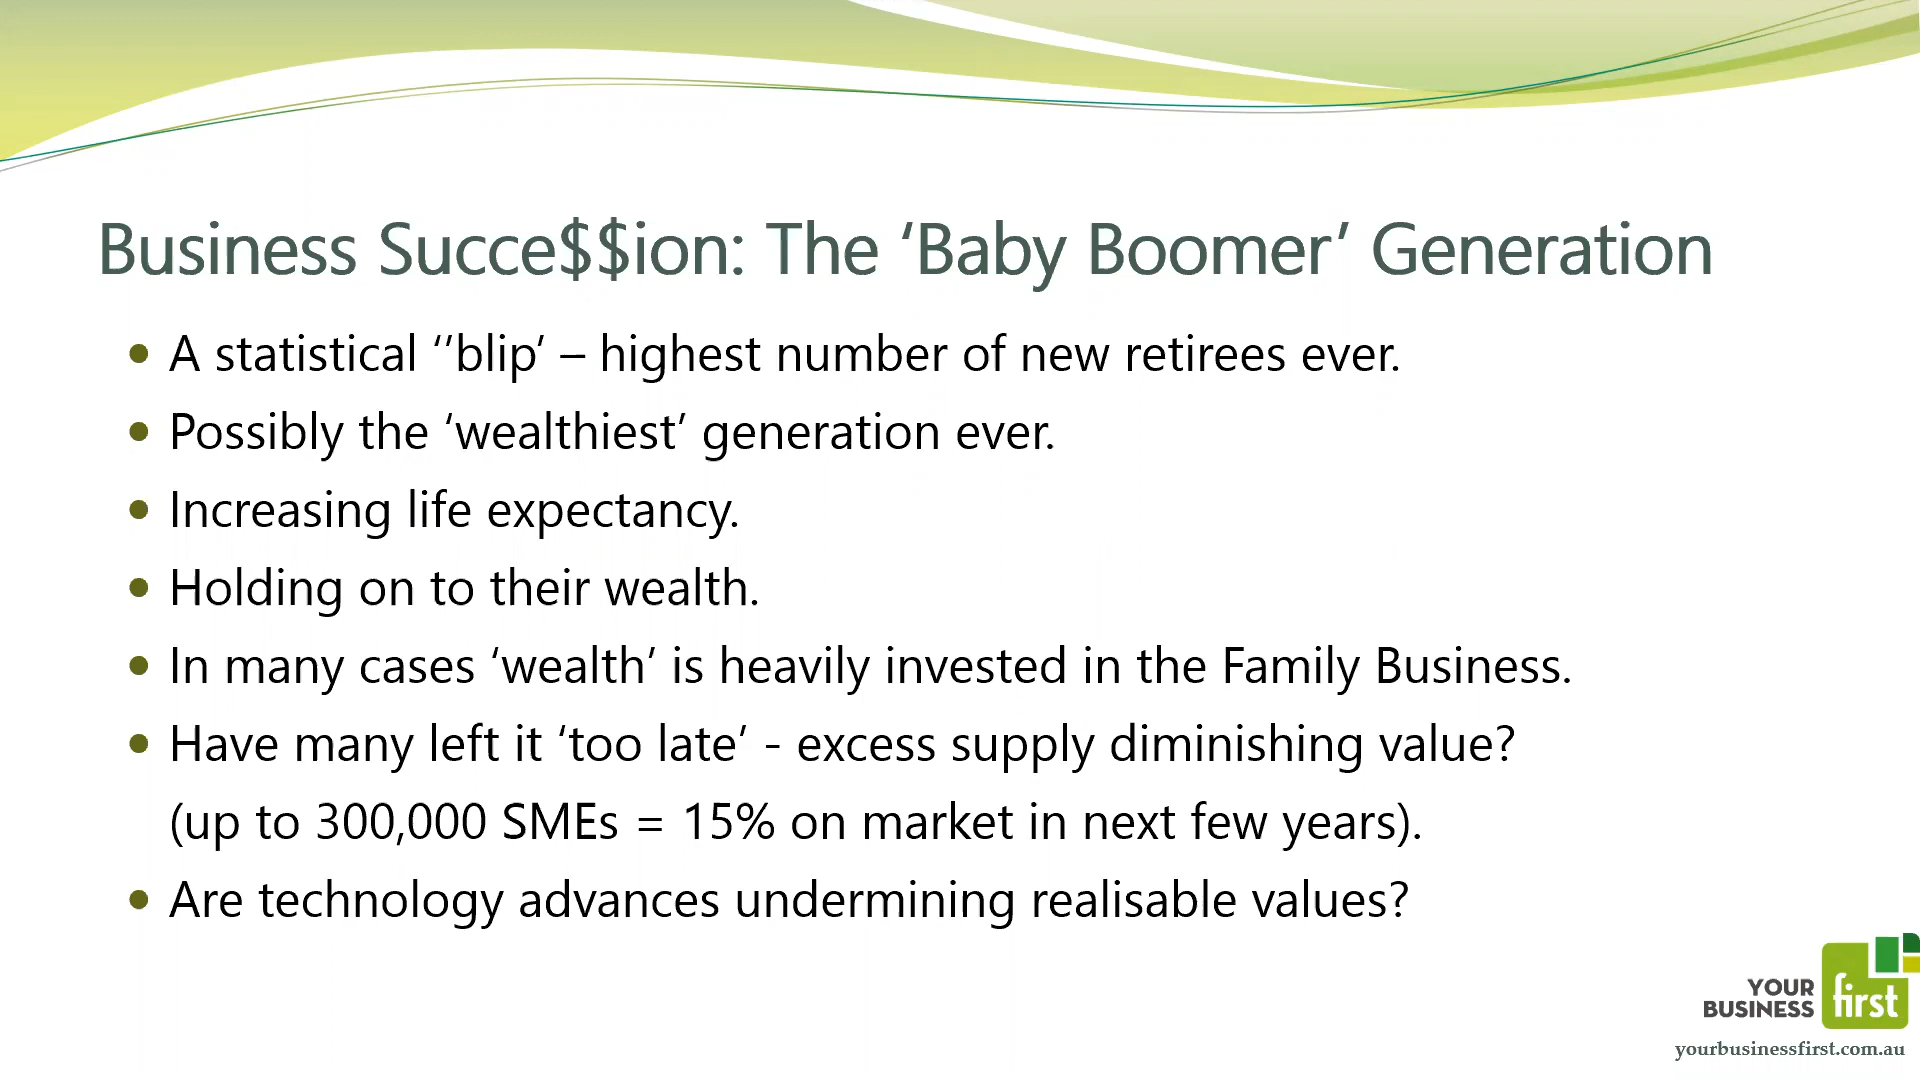 Business Succe$$ion: The ‘Baby Boomer’ Generation
• A statistical ‘’blip’ – highest number of new retirees ever.
• Possibly the ‘wealthiest’ generation ever.
• Increasing life expectancy.
• Holding on to their wealth.
• In many cases ‘wealth’ is heavily invested in the Family Business.
• Have many left it ‘too late’ - excess supply diminishing value?
(up to 300,000 SMEs = 15% on market in next few years).
• Are technology advances undermining realisable values?
YOUR
BUSINESS first
yourbusinessfirst.com.au